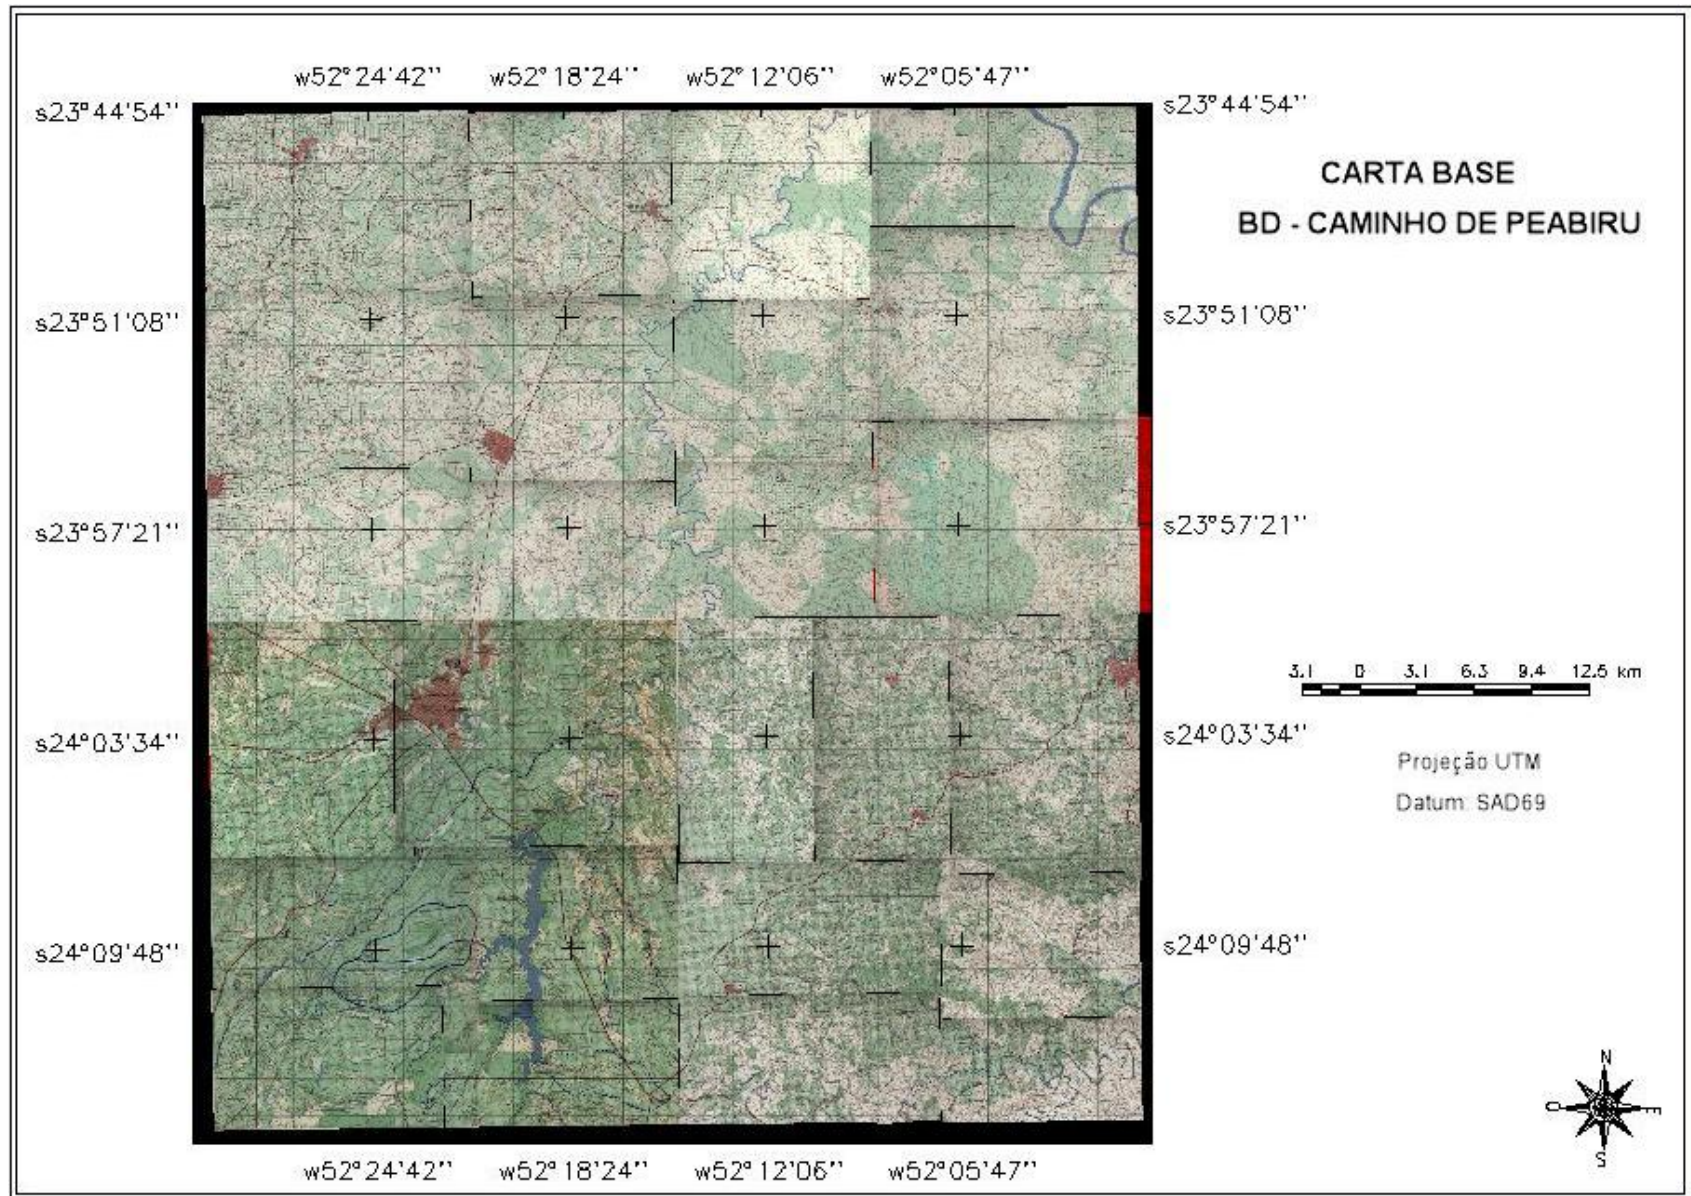 w52°24'42'' w52°18'24'' w52°12'06'' w52°05'47''
s23°44'54'' s23°44'54''
CARTA BASE
BD - CAMINHO DE PEABIRU
s23°51'08'' s23°51'08''
s23°57'21'' s23°57'21''
3.1 0 3.1 6.3 9.4 12.5 km
s24°03'34'' s24°03'34''
Projeção UTM
Datum: SAD69
s24°09'48'' s24°09'48''
N
O E
S
w52°24'42'' w52°18'24'' w52°12'06'' w52°05'47''